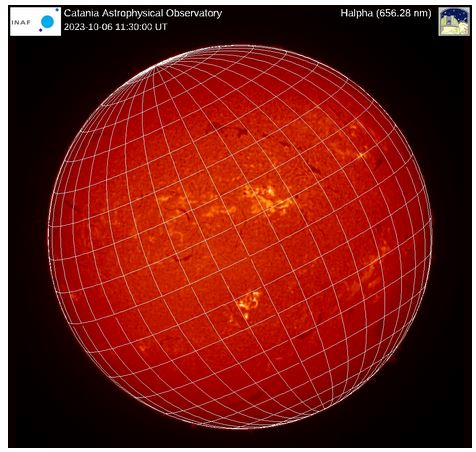 INAF
Catania Astrophysical Observatory
Halpha (656.28 nm)
2023-10-06 11:30:00 UT